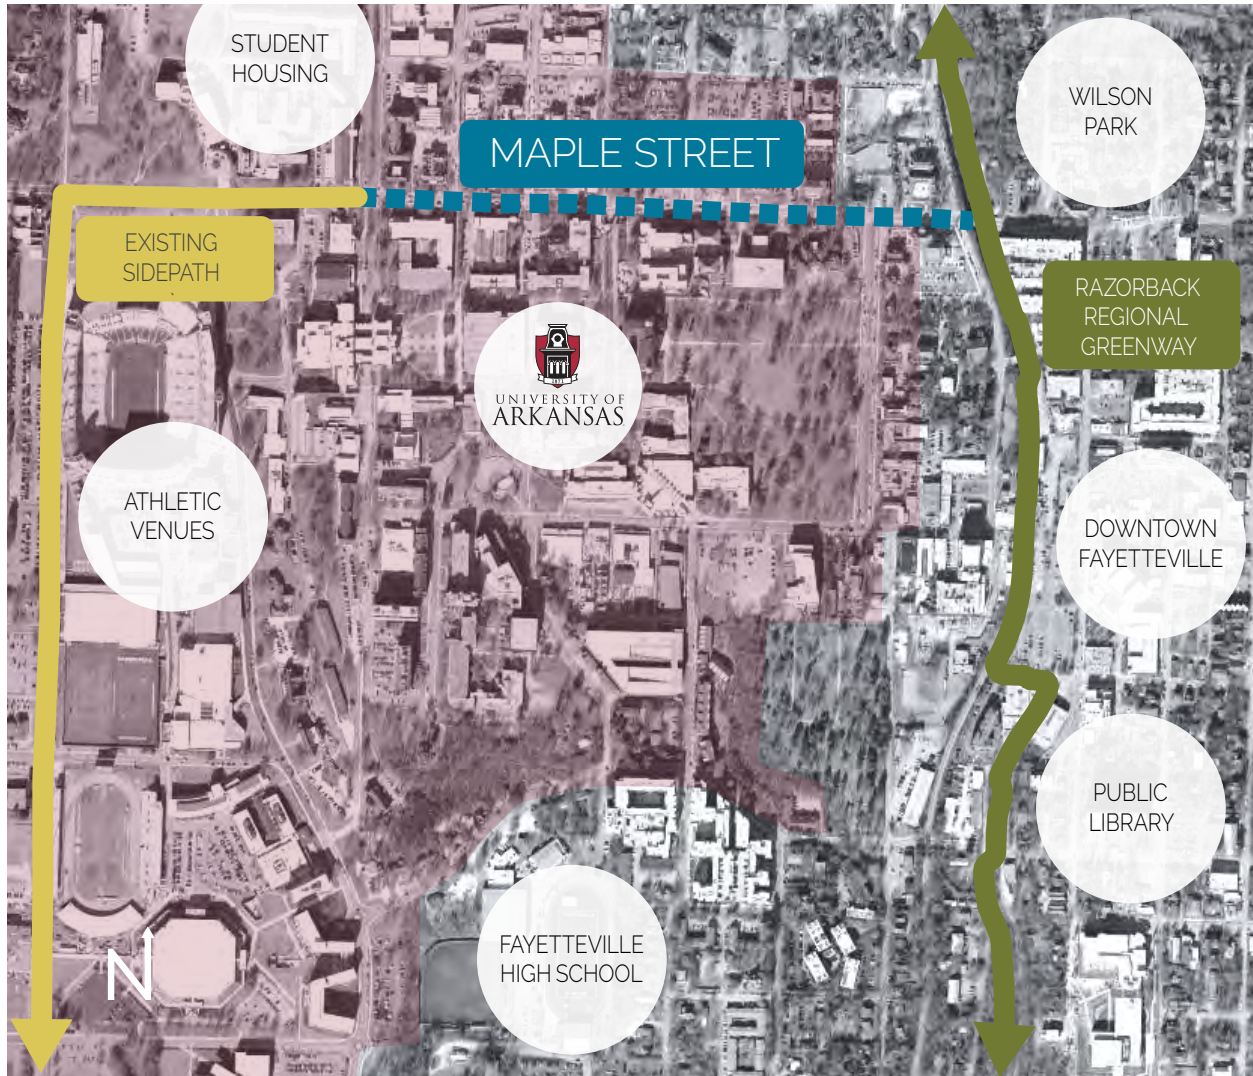 STUDENT
HOUSING
WILSON
PARK
MAPLE STREET
EXISTING
SIDEPATH
RAZORBACK
REGIONAL
GREENWAY
1871
UNIVERSITY OF
ARKANSAS
ATHLETIC
VENUES
DOWNTOWN
FAYETTEVILLE
PUBLIC
LIBRARY
FAYETTEVILLE
HIGH SCHOOL
N